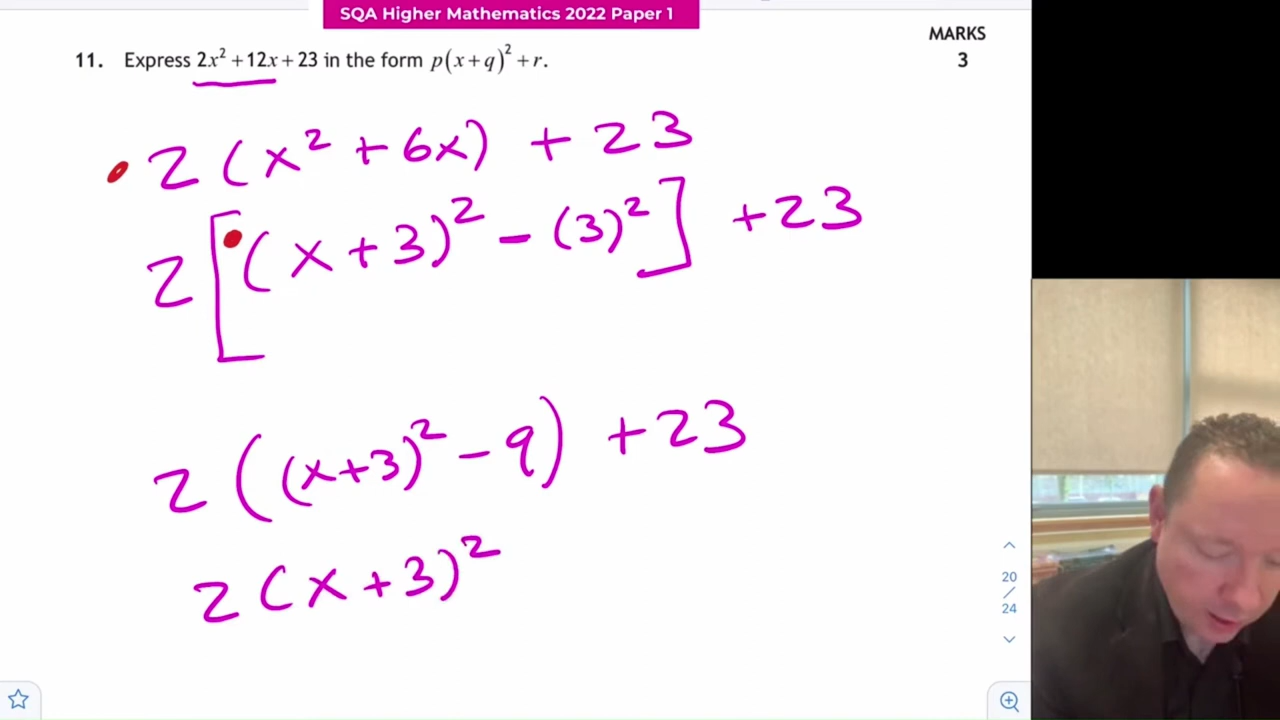 SQA Higher Mathematics 2022 Paper 1
MARKS
11. Express 2x² + 12x + 23 in the form p(x+q)² + r. 3
2(x² + 6x) + 23
2[(x+3)² - (3)²] + 23
2((x+3)² - 9) + 23
2(x+3)²
20
/
24